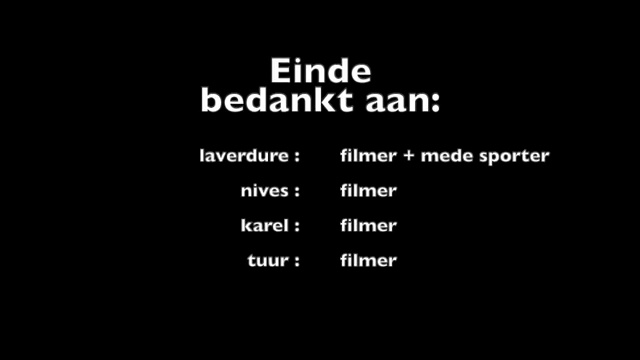 Einde
bedankt aan:
laverdure : filmer + mede sporter
nives : filmer
karel : filmer
tuur : filmer